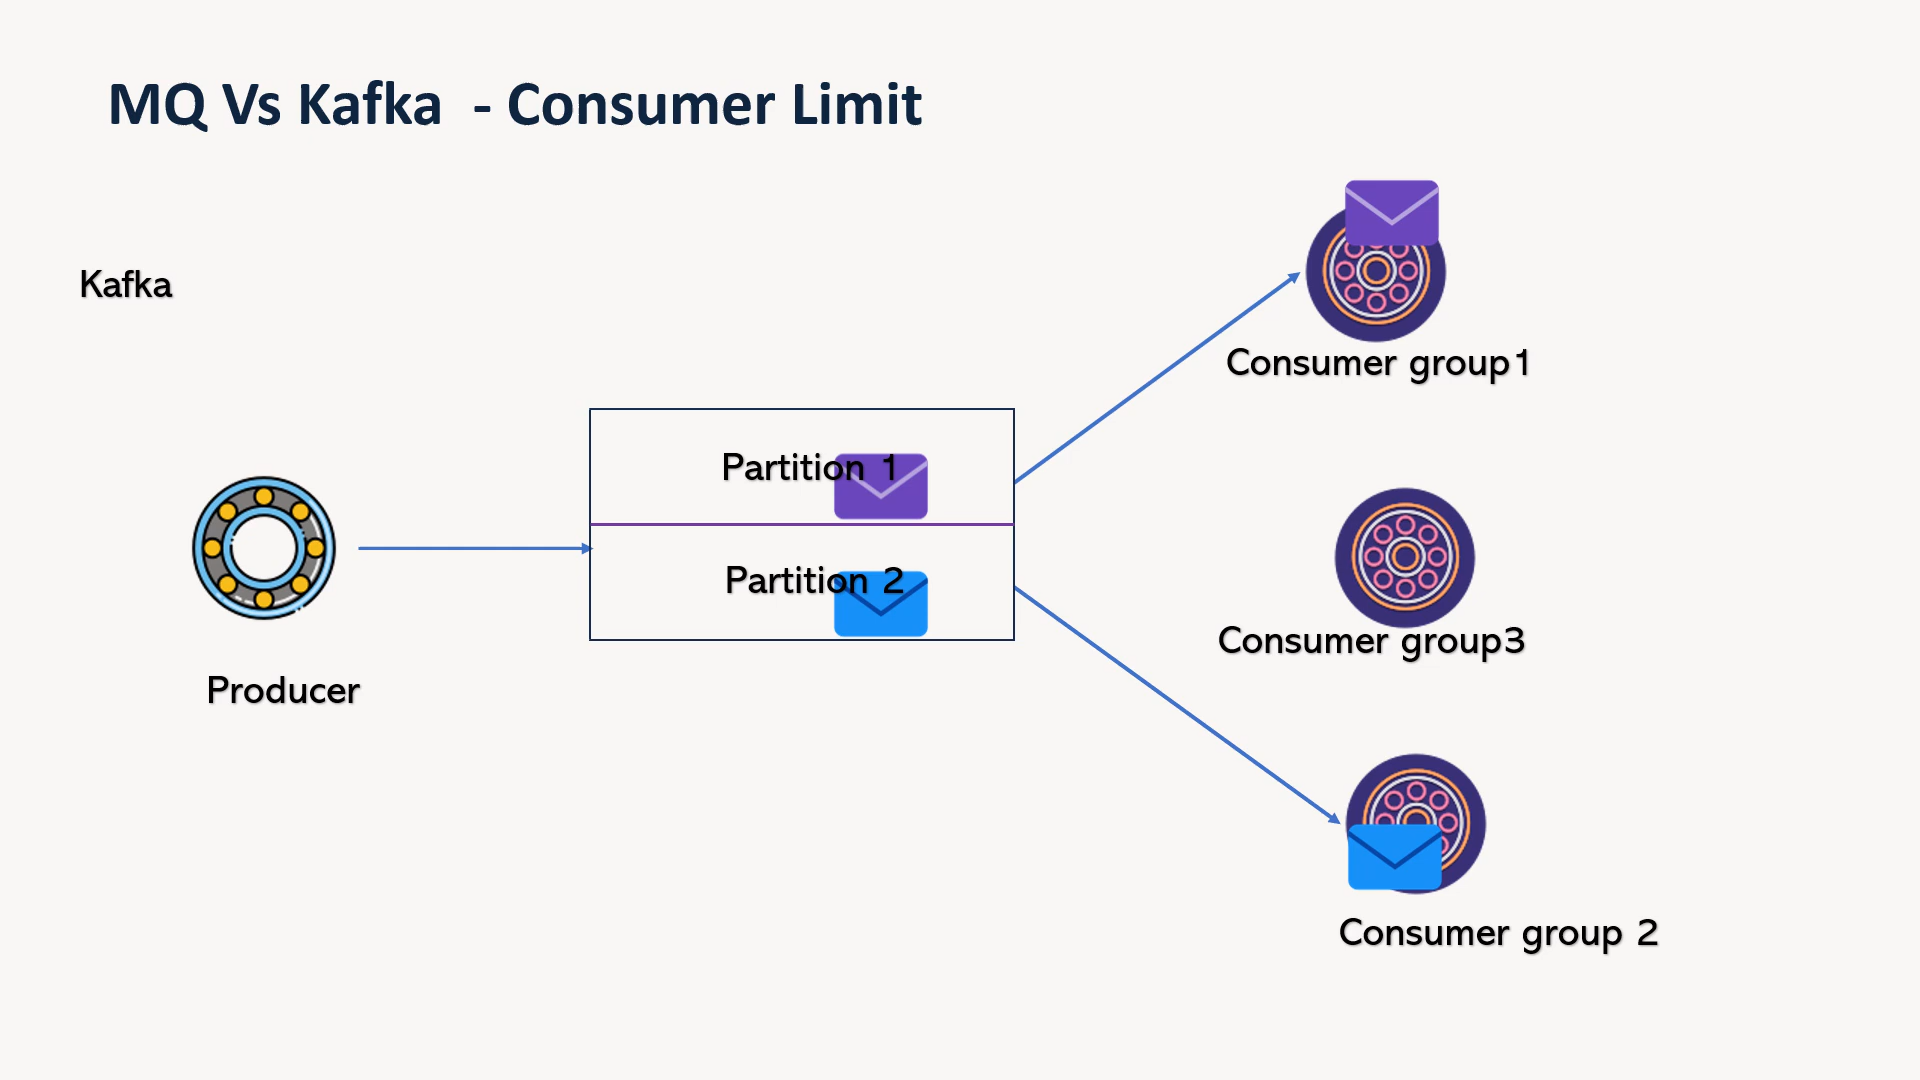 MQ Vs Kafka  - Consumer Limit
Kafka
Consumer group1
Partition 1
Partition 2
Consumer group3
Producer
Consumer group 2